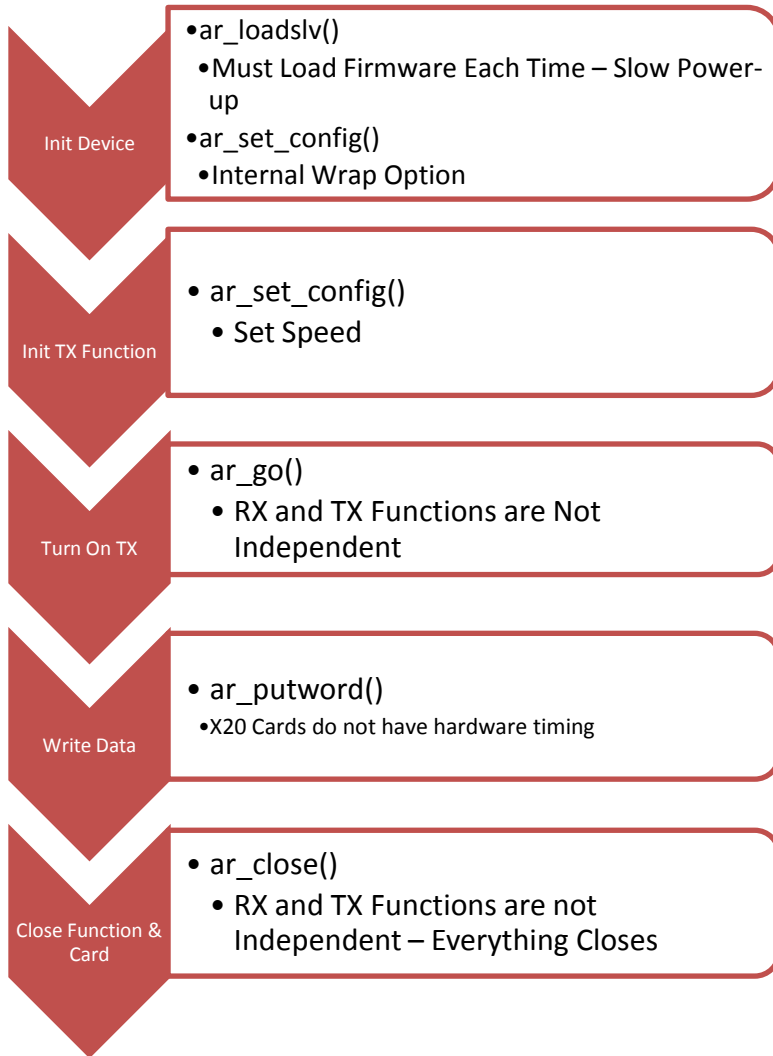 •ar_loadslv()
•Must Load Firmware Each Time – Slow Power-
up
•ar_set_config()
•Internal Wrap Option
Init Device
• ar_set_config()
• Set Speed
Init TX Function
• ar_go()
• RX and TX Functions are Not
Independent
Turn On TX
• ar_putword()
•X20 Cards do not have hardware timing
Write Data
• ar_close()
• RX and TX Functions are not
Independent – Everything Closes
Close Function &
Card